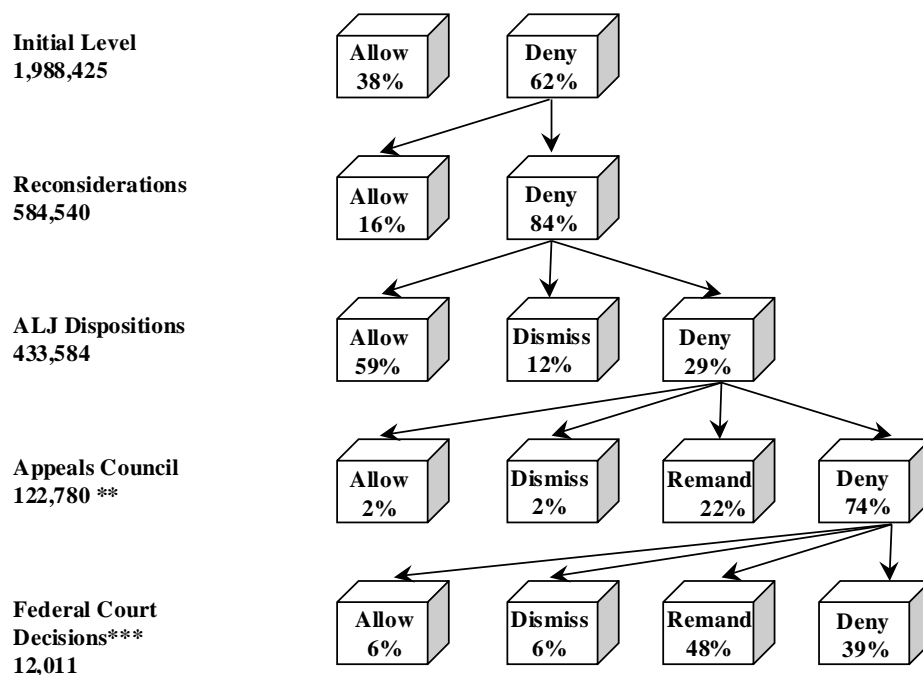 Initial Level
1,988,425
Allow
38%
Deny
62%
Reconsiderations
584,540
Allow
16%
Deny
84%
ALJ Dispositions
433,584
Allow
59%
Dismiss
12%
Deny
29%
Appeals Council
122,780 **
Allow
2%
Dismiss
2%
Remand
22%
Deny
74%
Federal Court
Decisions***
12,011
Allow
6%
Dismiss
6%
Remand
48%
Deny
39%